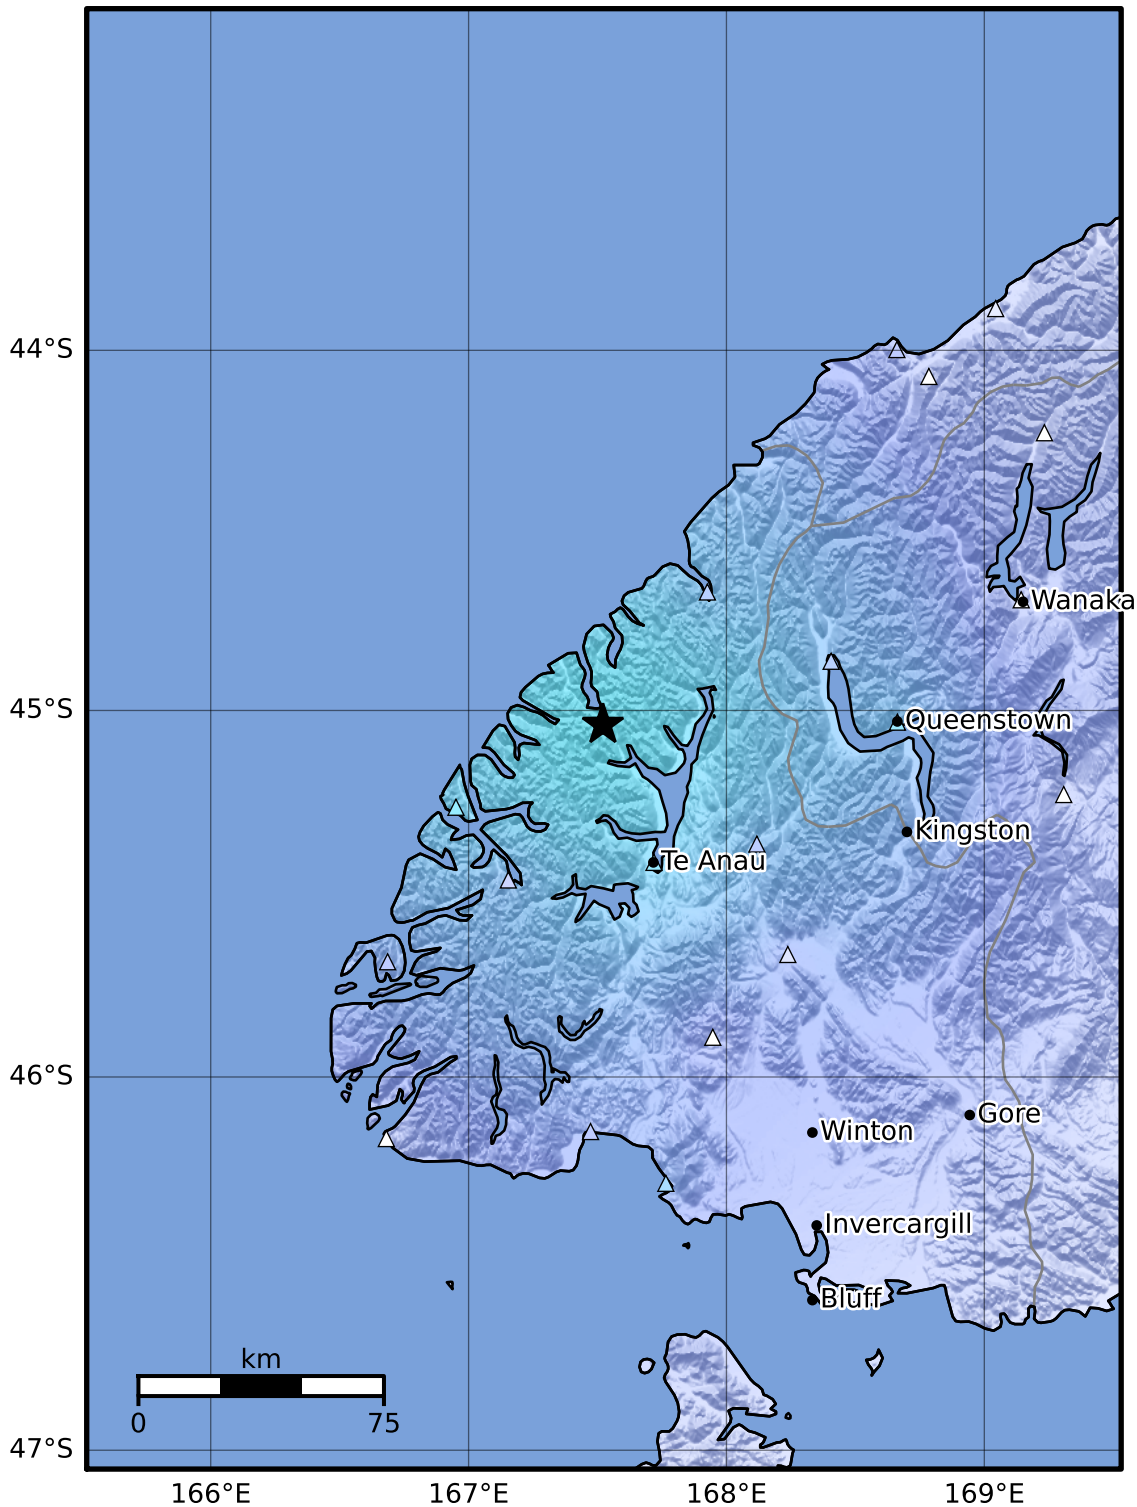 44°S
Wanaka
45°S
Queenstown
Kingston
Te Anau
46°S
Gore
Winton
Invercargill
Bluff
km
0 75
47°S
166°E 167°E 168°E 169°E